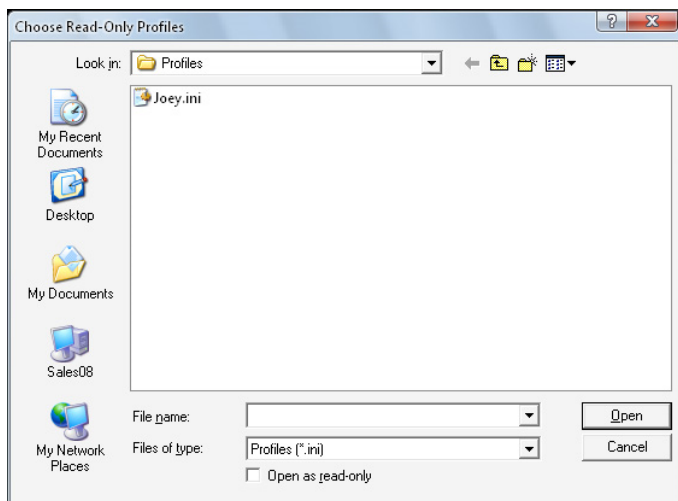 Choose Read-Only Profiles
?
X
Look in:
Profiles
Joey.ini
My Recent
Documents
Desktop
My Documents
Sales08
My Network
Places
File name:
Open
Files of type:
Profiles (*.ini)
Cancel
Open as read-only